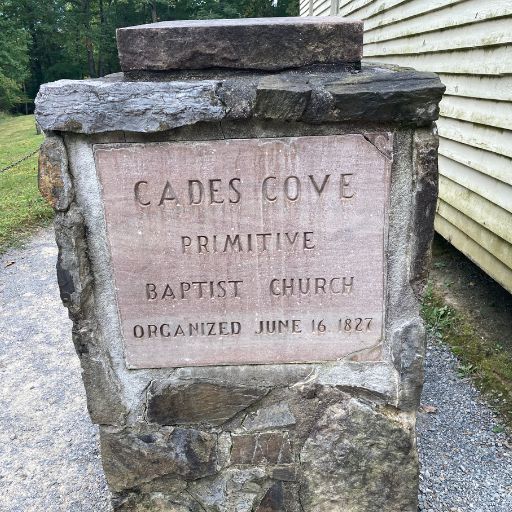 CADES COVE
PRIMITIVE
BAPTIST CHURCH
ORGANIZED JUNE 16, 1827